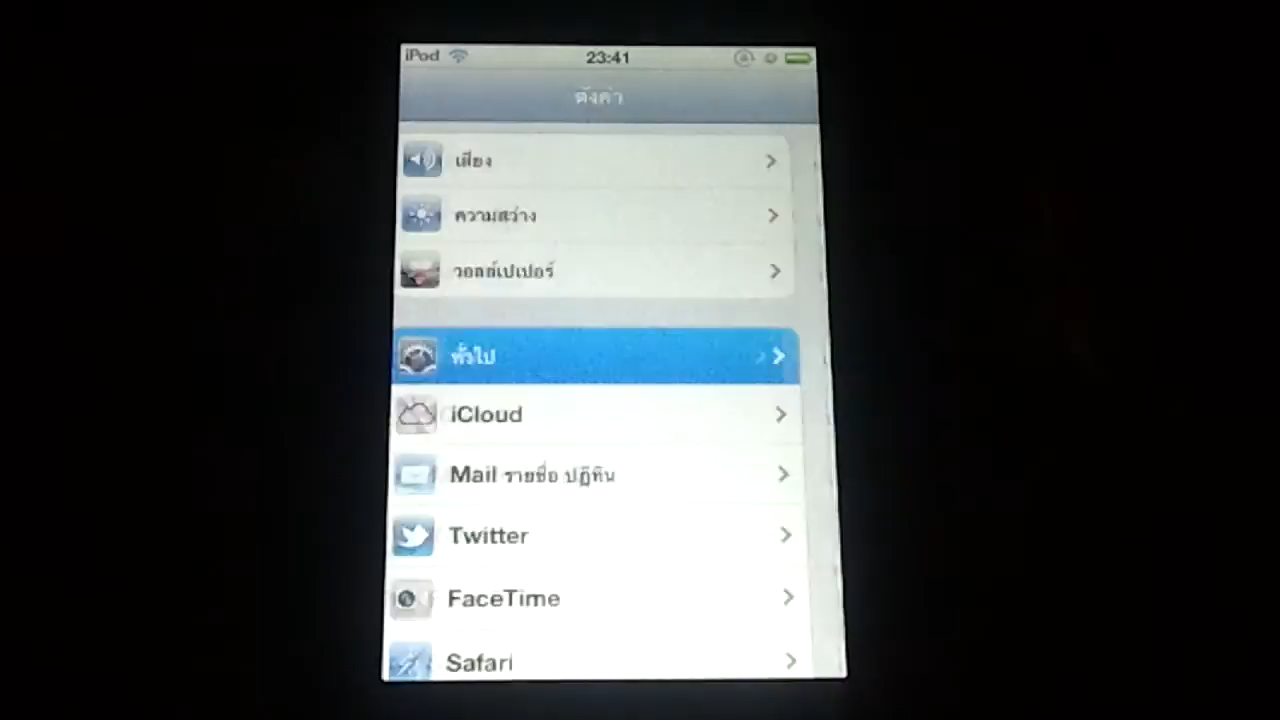 iPod 23:41
ตั้งค่า
เสียง
ความสว่าง
วอลล์เปเปอร์
ทั่วไป
iCloud
Mail รายชื่อ ปฏิทิน
Twitter
FaceTime
Safari